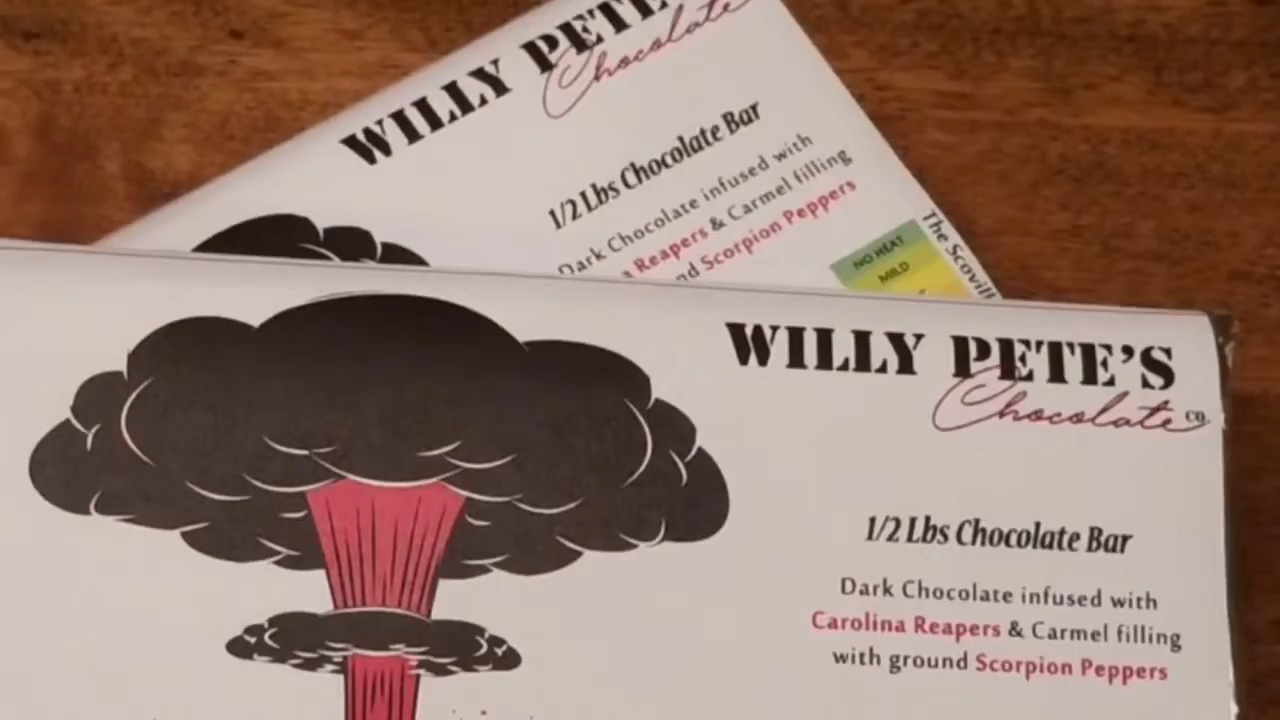 WILLY PETE
Chocolate
1/2 Lbs Chocolate Bar
Dark Chocolate infused with
Reapers & Carmel filling
Scorpion Peppers
NO HEAT
MILD
The Scovill
WILLY PETE'S
Chocolate CO.
1/2 Lbs Chocolate Bar
Dark Chocolate infused with
Carolina Reapers & Carmel filling
with ground Scorpion Peppers